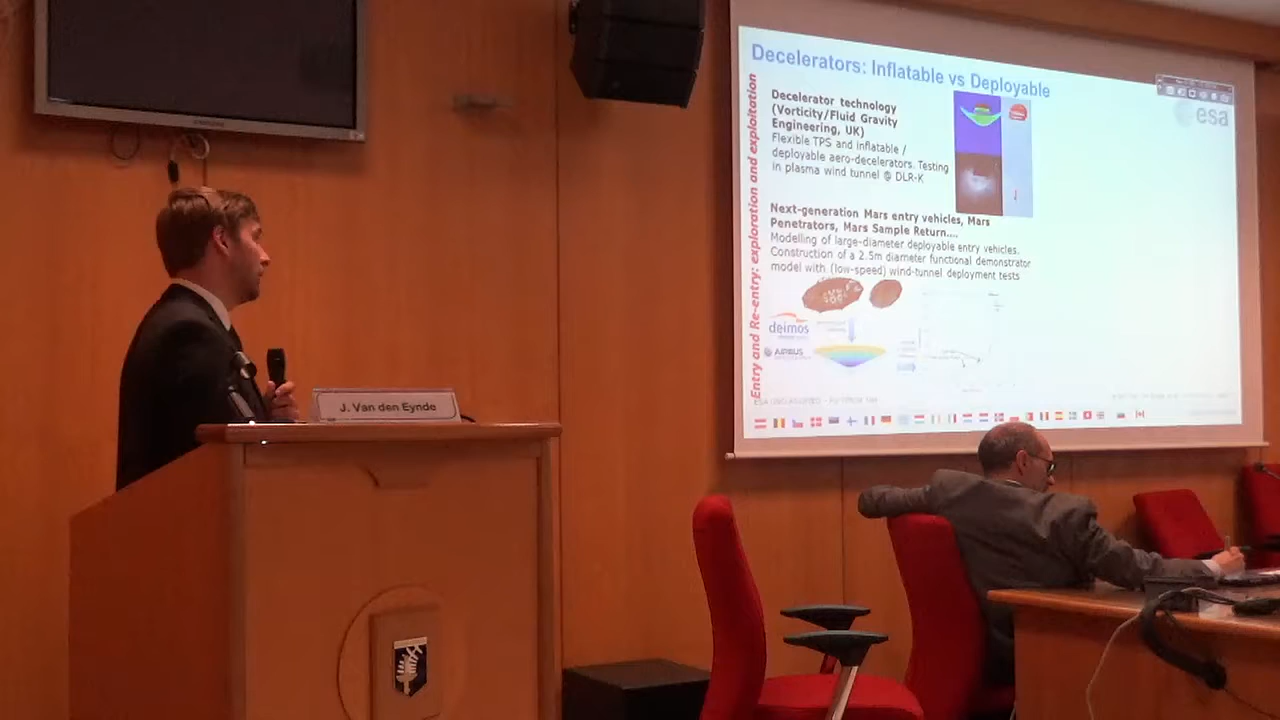 SAMSUNG
Decelerators: Inflatable vs Deployable
esa
Entry and Re-entry: exploration and exploitation
Decelerator technology
(Vorticity/Fluid Gravity
Engineering, UK)
Flexible TPS and inflatable /
deployable aero-decelerators. Testing
in plasma wind tunnel @ DLR-K
Next-generation Mars entry vehicles, Mars
Penetrators, Mars Sample Return....
Modelling of large-diameter deployable entry vehicles.
Construction of a 2.5m diameter functional demonstrator
model with (low-speed) wind-tunnel deployment tests
deimos
AIRBUS
J. Van den Eynde